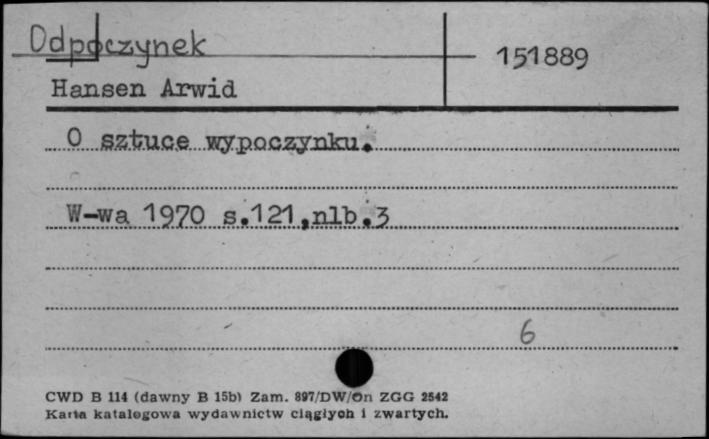 Odpoczynek
151889
Hansen Arwid
O sztuce wypoczynku.
W-wa 1970 s.121,nlb.3
6
CWD B 114 (dawny B 15b) Zam. 897/DW/On ZGG 2542
Karta katalogowa wydawnictw ciągłych i zwartych.